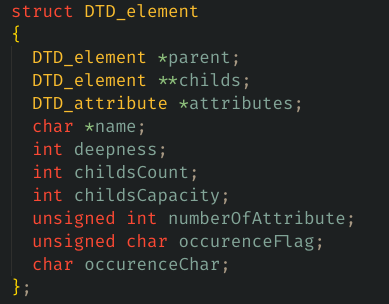 struct DTD_element
{
  DTD_element *parent;
  DTD_element **childs;
  DTD_attribute *attributes;
  char *name;
  int deepness;
  int childsCount;
  int childsCapacity;
  unsigned int numberOfAttribute;
  unsigned char occurenceFlag;
  char occurenceChar;
};